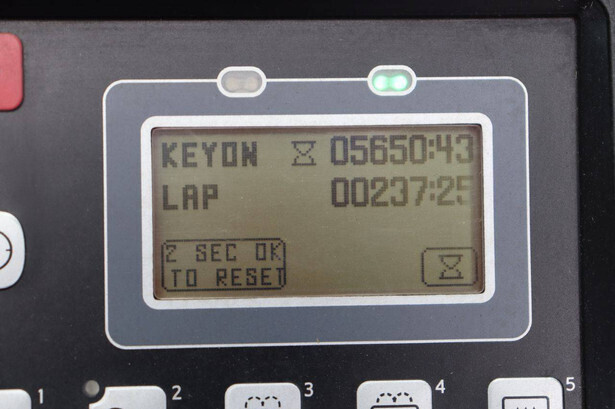 KEYON 05650:43
LAP 00237:25
2 SEC OK
TO RESET
1 2 3 4 5